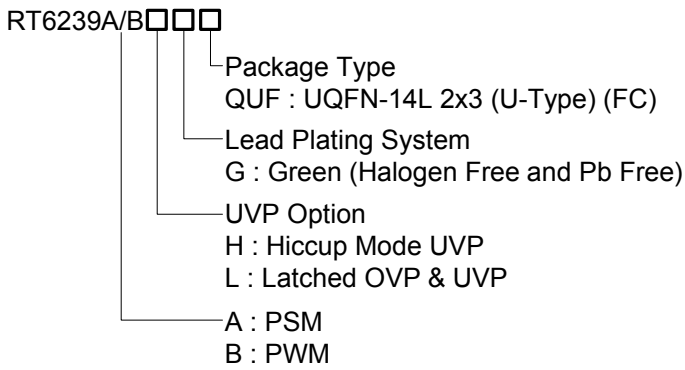 RT6239A/B□□□
Package Type
QUF : UQFN-14L 2x3 (U-Type) (FC)
Lead Plating System
G : Green (Halogen Free and Pb Free)
UVP Option
H : Hiccup Mode UVP
L : Latched OVP & UVP
A : PSM
B : PWM